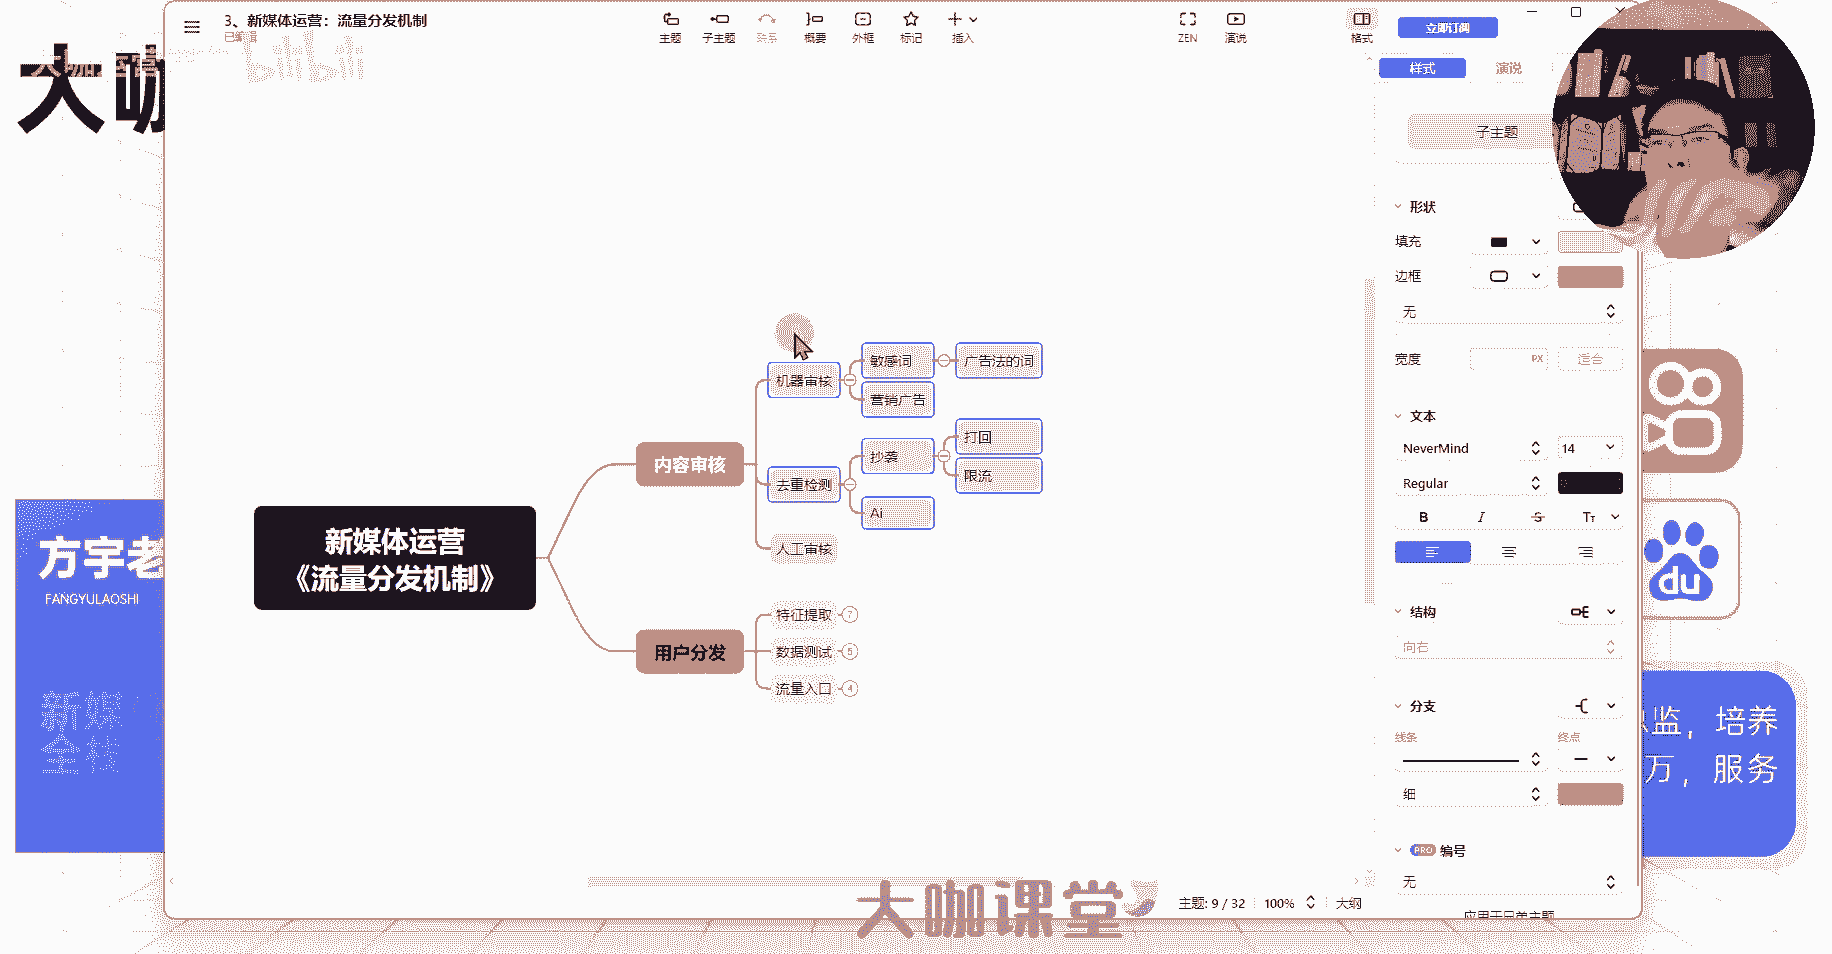 3、新媒体运营：流量分发机制
已编辑
主题
子主题
联系
概要
外框
标记
插入
ZEN
演说
格式
立即订阅
大咖
bilibili
样式
演说
子主题
形状
填充
边框
无
宽度
PX
适合
文本
NeverMind
14
Regular
B
I
S
TT
结构
向右
分支
线条
终点
细
PRO
编号
无
新媒体运营
《流量分发机制》
内容审核
机器审核
敏感词
广告法的词
营销广告
去重检测
抄袭
打回
限流
Ai
人工审核
用户分发
特征提取
7
数据测试
5
流量入口
4
方宇老
FANGYULAOSHI
新媒
全栈
du
监，培养
万，服务
大咖课堂
主题: 9 / 32
100%
大纲